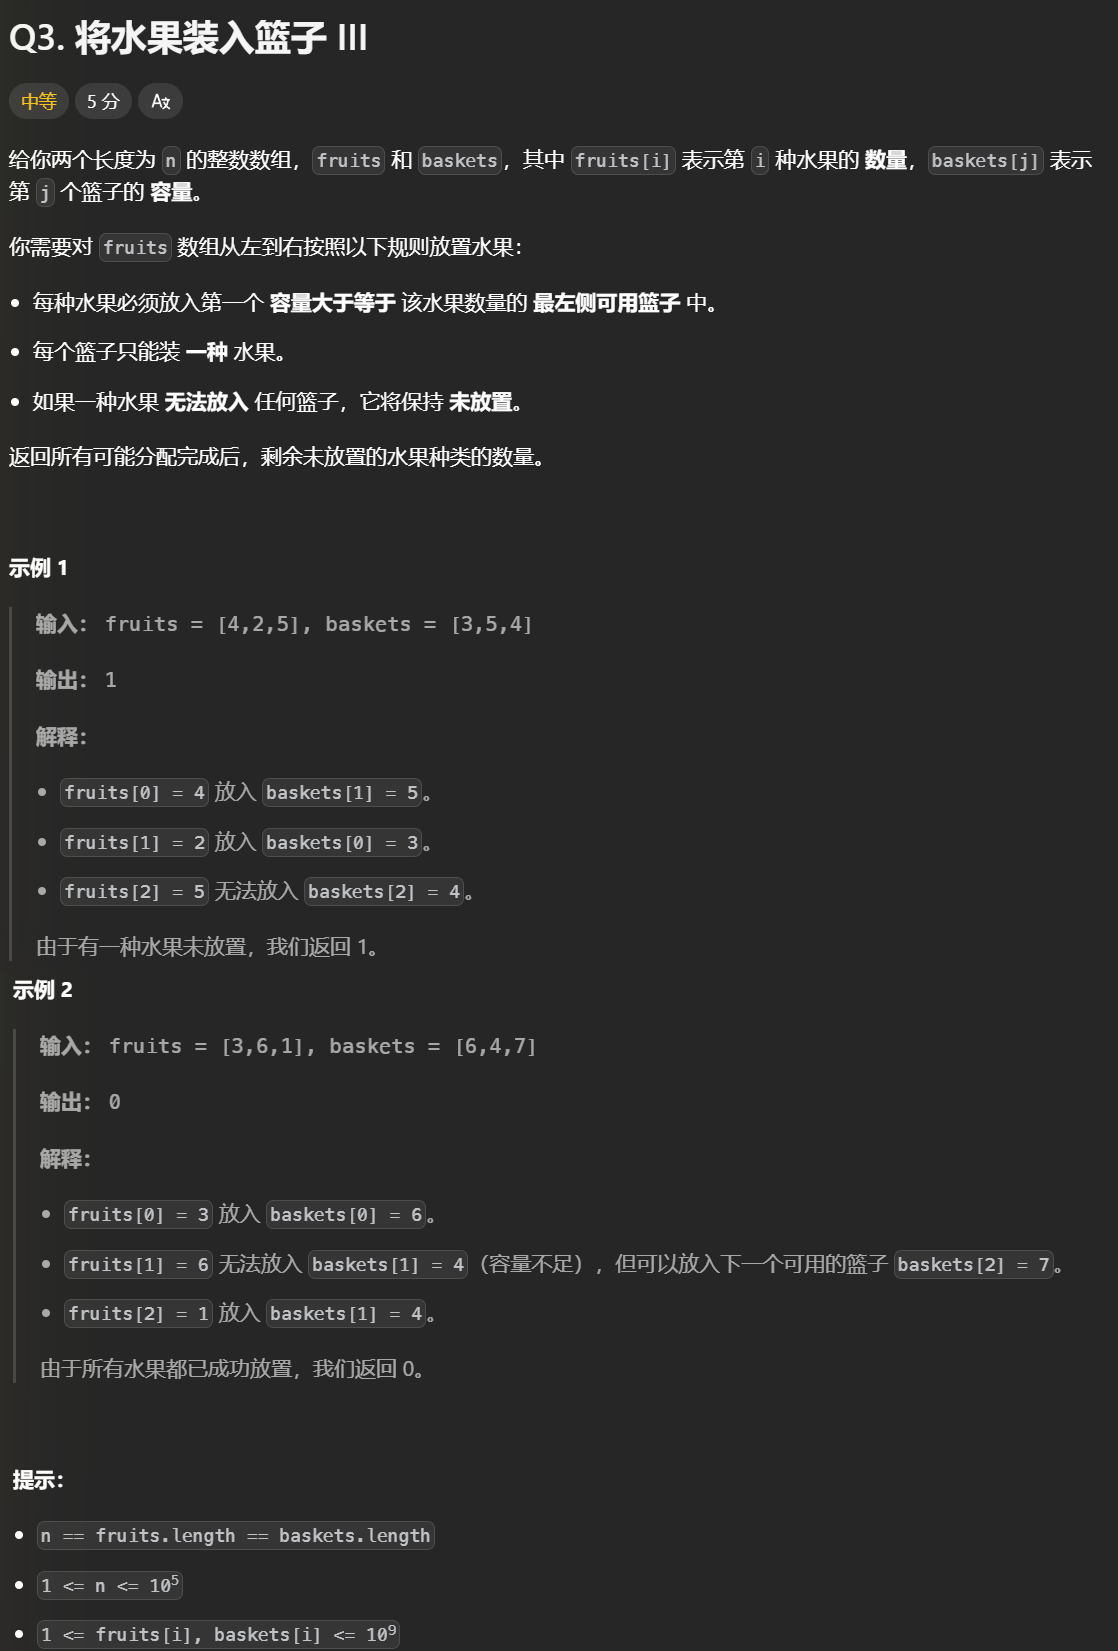 Q3. 将水果装入篮子 III
中等 5 分
给你两个长度为 n 的整数数组，fruits 和 baskets，其中 fruits[i] 表示第 i 种水果的 数量，baskets[j] 表示
第 j 个篮子的 容量。
你需要对 fruits 数组从左到右按照以下规则放置水果：
• 每种水果必须放入第一个 容量大于等于 该水果数量的 最左侧可用篮子 中。
• 每个篮子只能装 一种 水果。
• 如果一种水果 无法放入 任何篮子，它将保持 未放置。
返回所有可能分配完成后，剩余未放置的水果种类的数量。
示例 1
输入： fruits = [4,2,5], baskets = [3,5,4]
输出： 1
解释：
• fruits[0] = 4 放入 baskets[1] = 5。
• fruits[1] = 2 放入 baskets[0] = 3。
• fruits[2] = 5 无法放入 baskets[2] = 4。
由于有一种水果未放置，我们返回 1。
示例 2
输入： fruits = [3,6,1], baskets = [6,4,7]
输出： 0
解释：
• fruits[0] = 3 放入 baskets[0] = 6。
• fruits[1] = 6 无法放入 baskets[1] = 4（容量不足），但可以放入下一个可用的篮子 baskets[2] = 7。
• fruits[2] = 1 放入 baskets[1] = 4。
由于所有水果都已成功放置，我们返回 0。
提示：
• n == fruits.length == baskets.length
• 1 <= n <= 10⁵
• 1 <= fruits[i], baskets[i] <= 10⁹